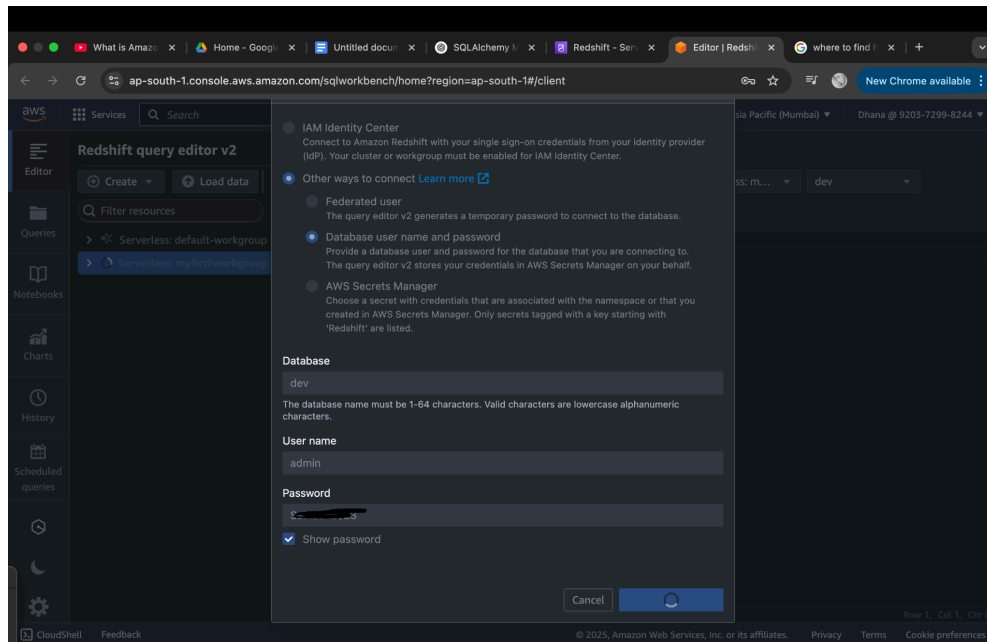 What is Amazo
Home - Google
Untitled docum
SQLAlchemy M
Redshift - Serv
Editor | Redshi
where to find h
ap-south-1.console.aws.amazon.com/sqlworkbench/home?region=ap-south-1#/client
New Chrome available
aws
Services
Search
sia Pacific (Mumbai)
Dhana @ 9203-7299-8244
Editor
Queries
Notebooks
Charts
History
Scheduled
queries
Redshift query editor v2
Create
Load data
Filter resources
Serverless: default-workgroup
Serverless: myfirstworkgroup
ss: m...
dev
IAM Identity Center
Connect to Amazon Redshift with your single sign-on credentials from your identity provider
(IdP). Your cluster or workgroup must be enabled for IAM Identity Center.
Other ways to connect Learn more
Federated user
The query editor v2 generates a temporary password to connect to the database.
Database user name and password
Provide a database user and password for the database that you are connecting to.
The query editor v2 stores your credentials in AWS Secrets Manager on your behalf.
AWS Secrets Manager
Choose a secret with credentials that are associated with the namespace or that you
created in AWS Secrets Manager. Only secrets tagged with a key starting with
'Redshift' are listed.
Database
dev
The database name must be 1-64 characters. Valid characters are lowercase alphanumeric
characters.
User name
admin
Password
Show password
Cancel
Row 1, Col 1, Chr
CloudShell
Feedback
© 2025, Amazon Web Services, Inc. or its affiliates.
Privacy
Terms
Cookie preferences